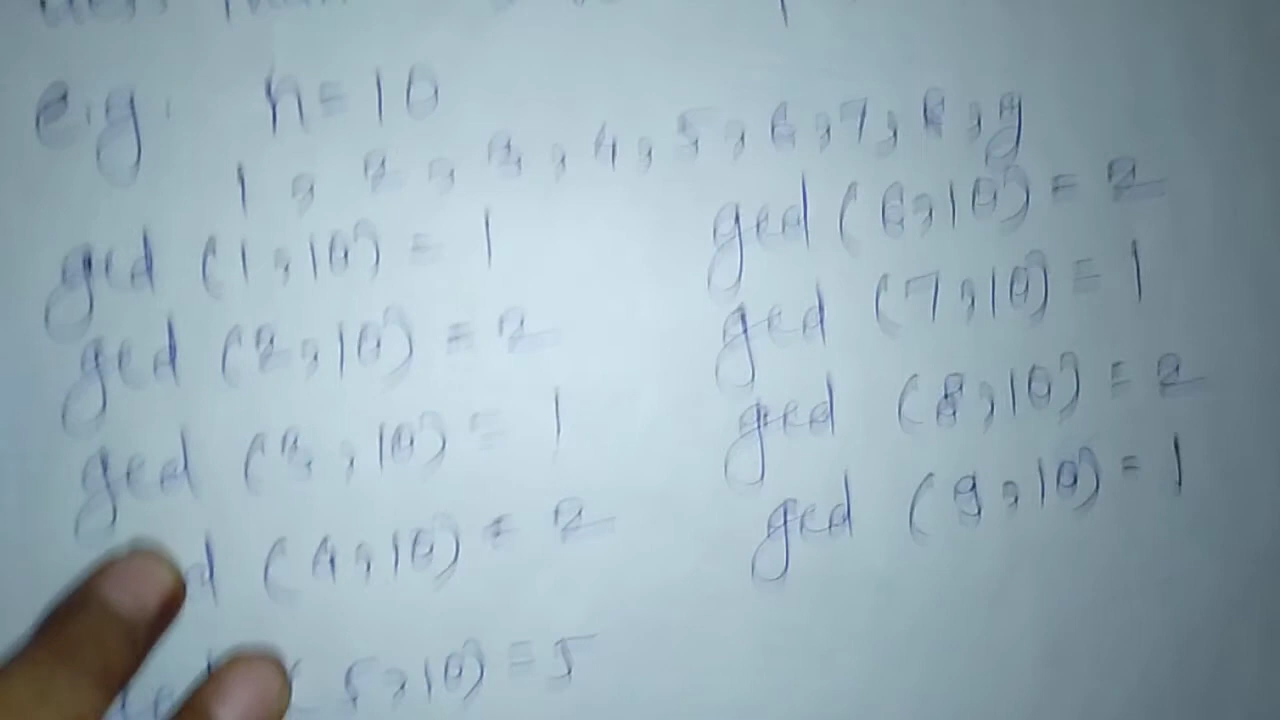 e.g. n=10
1, 2, 3, 4, 5, 6, 7, 8, 9
gcd (1,10) = 1
gcd (2,10) = 2
gcd (3,10) = 1
(4,10) = 2
(5,10) = 5
gcd (6,10) = 2
gcd (7,10) = 1
gcd (8,10) = 2
gcd (9,10) = 1